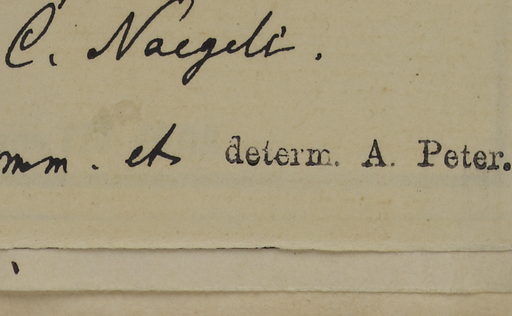 C. Naegeli.
mm. et determ. A. Peter.